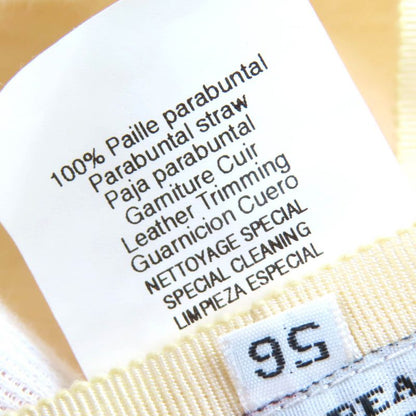 100% Paille parabuntal
Parabuntal straw
Paja parabuntal
Garniture Cuir
Leather Trimming
Guarnicion Cuero
NETTOYAGE SPECIAL
SPECIAL CLEANING
LIMPIEZA ESPECIAL
56